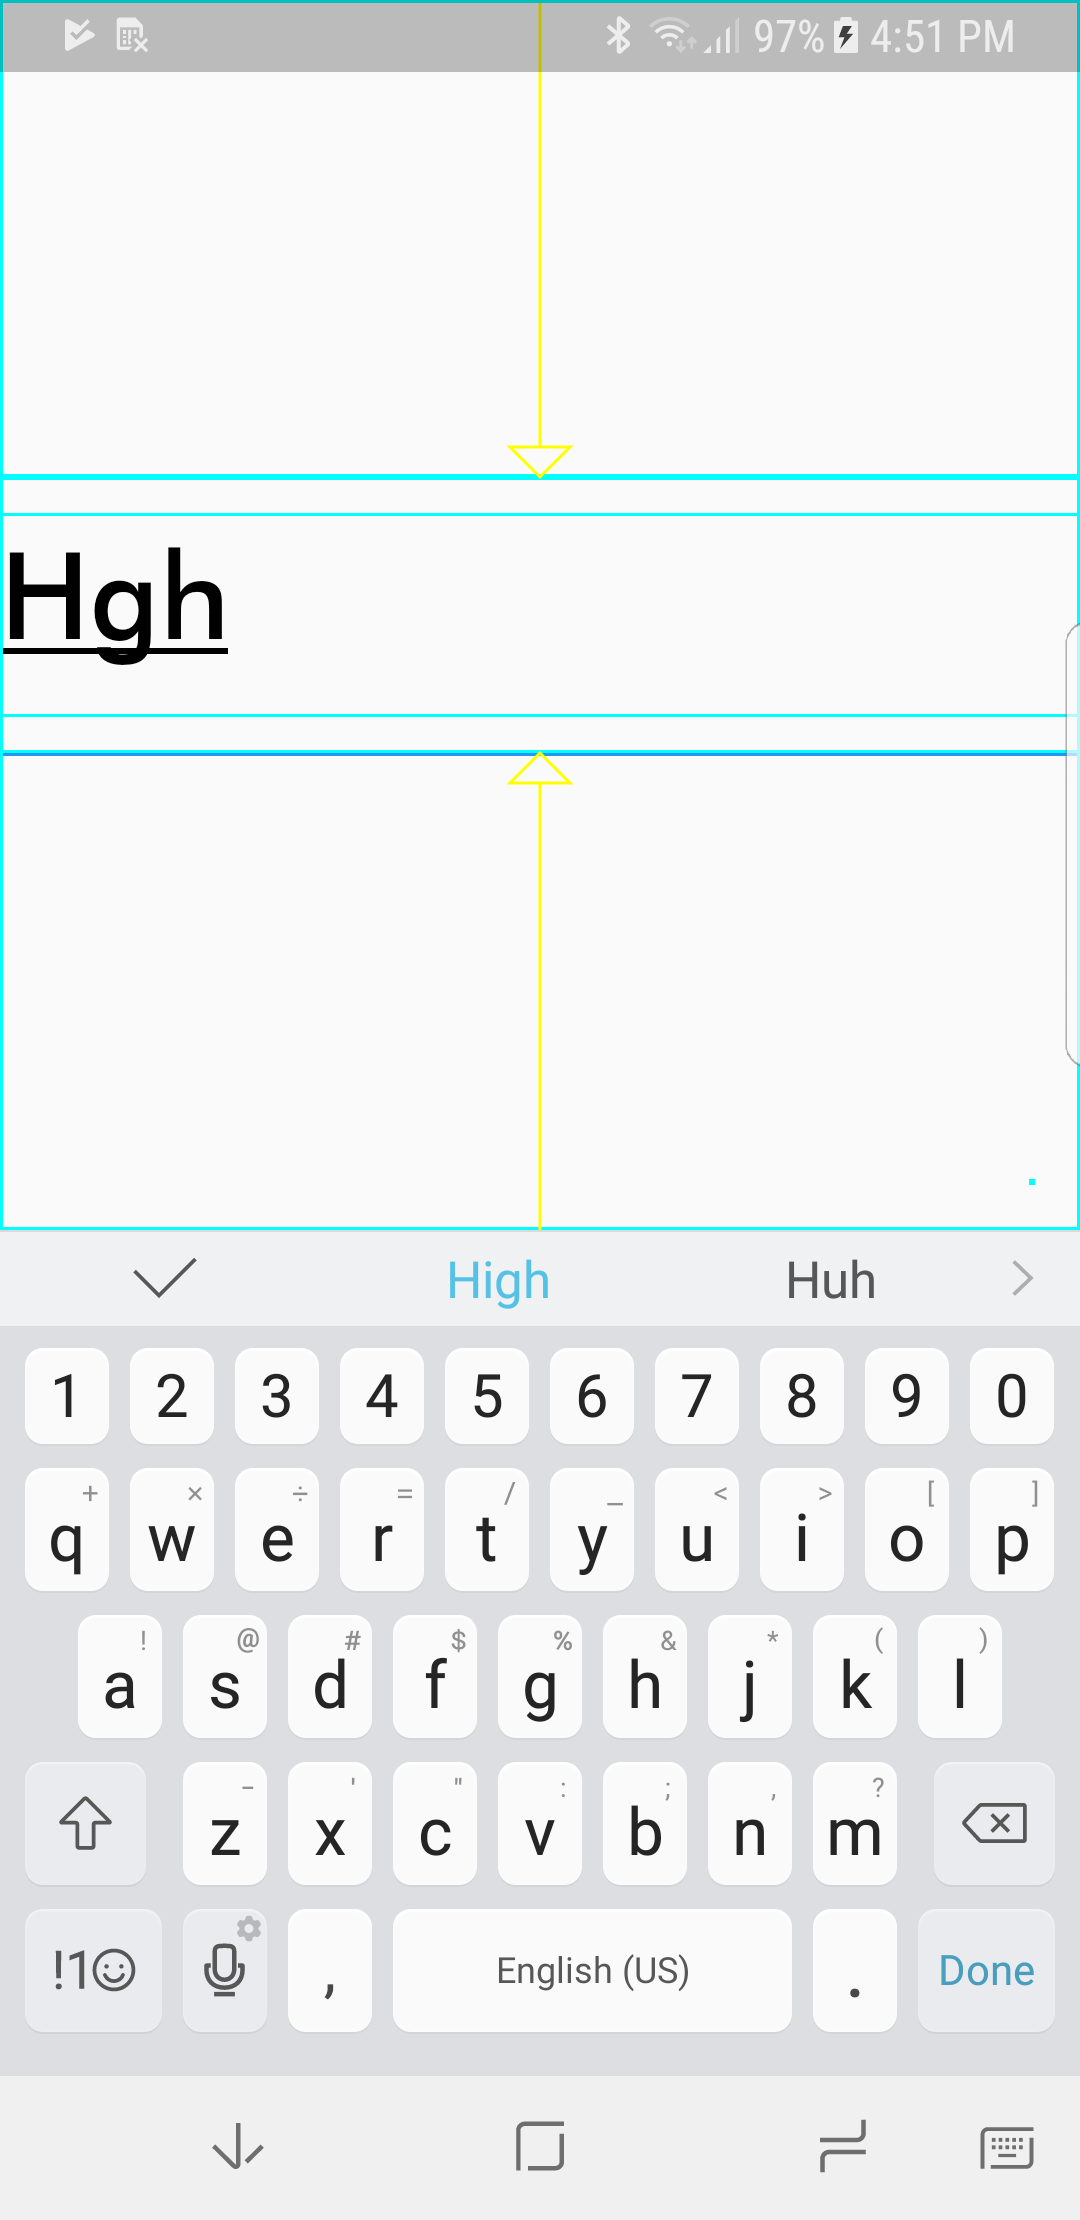 97% 4:51 PM
Hgh
High Huh
1 2 3 4 5 6 7 8 9 0
+ × ÷ = / _ < > [ ]
q w e r t y u i o p
! @ # $ % & * ( )
a s d f g h j k l
- ' " : ; , ?
z x c v b n m
!1☺ , English (US) . Done